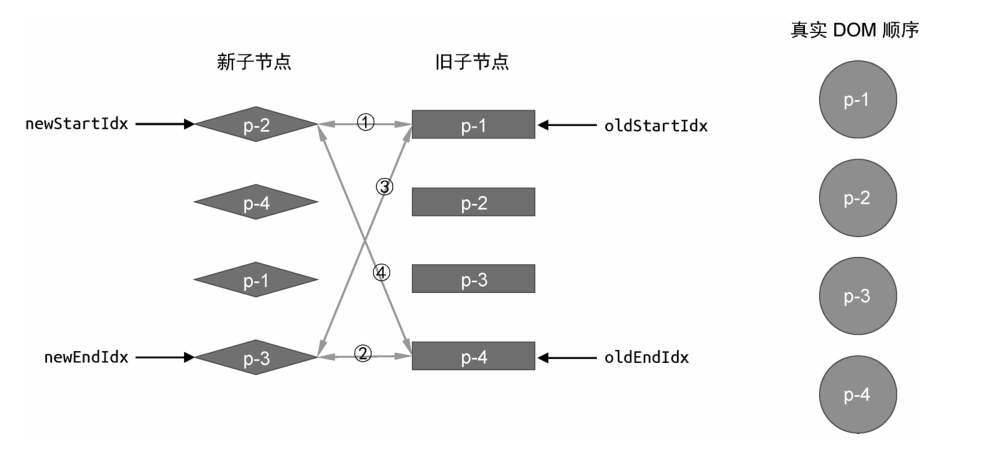 真实 DOM 顺序
新子节点
旧子节点
newStartIdx
p-2
①
p-1
oldStartIdx
p-1
③
p-4
p-2
p-2
④
p-1
p-3
p-3
newEndIdx
p-3
②
p-4
oldEndIdx
p-4